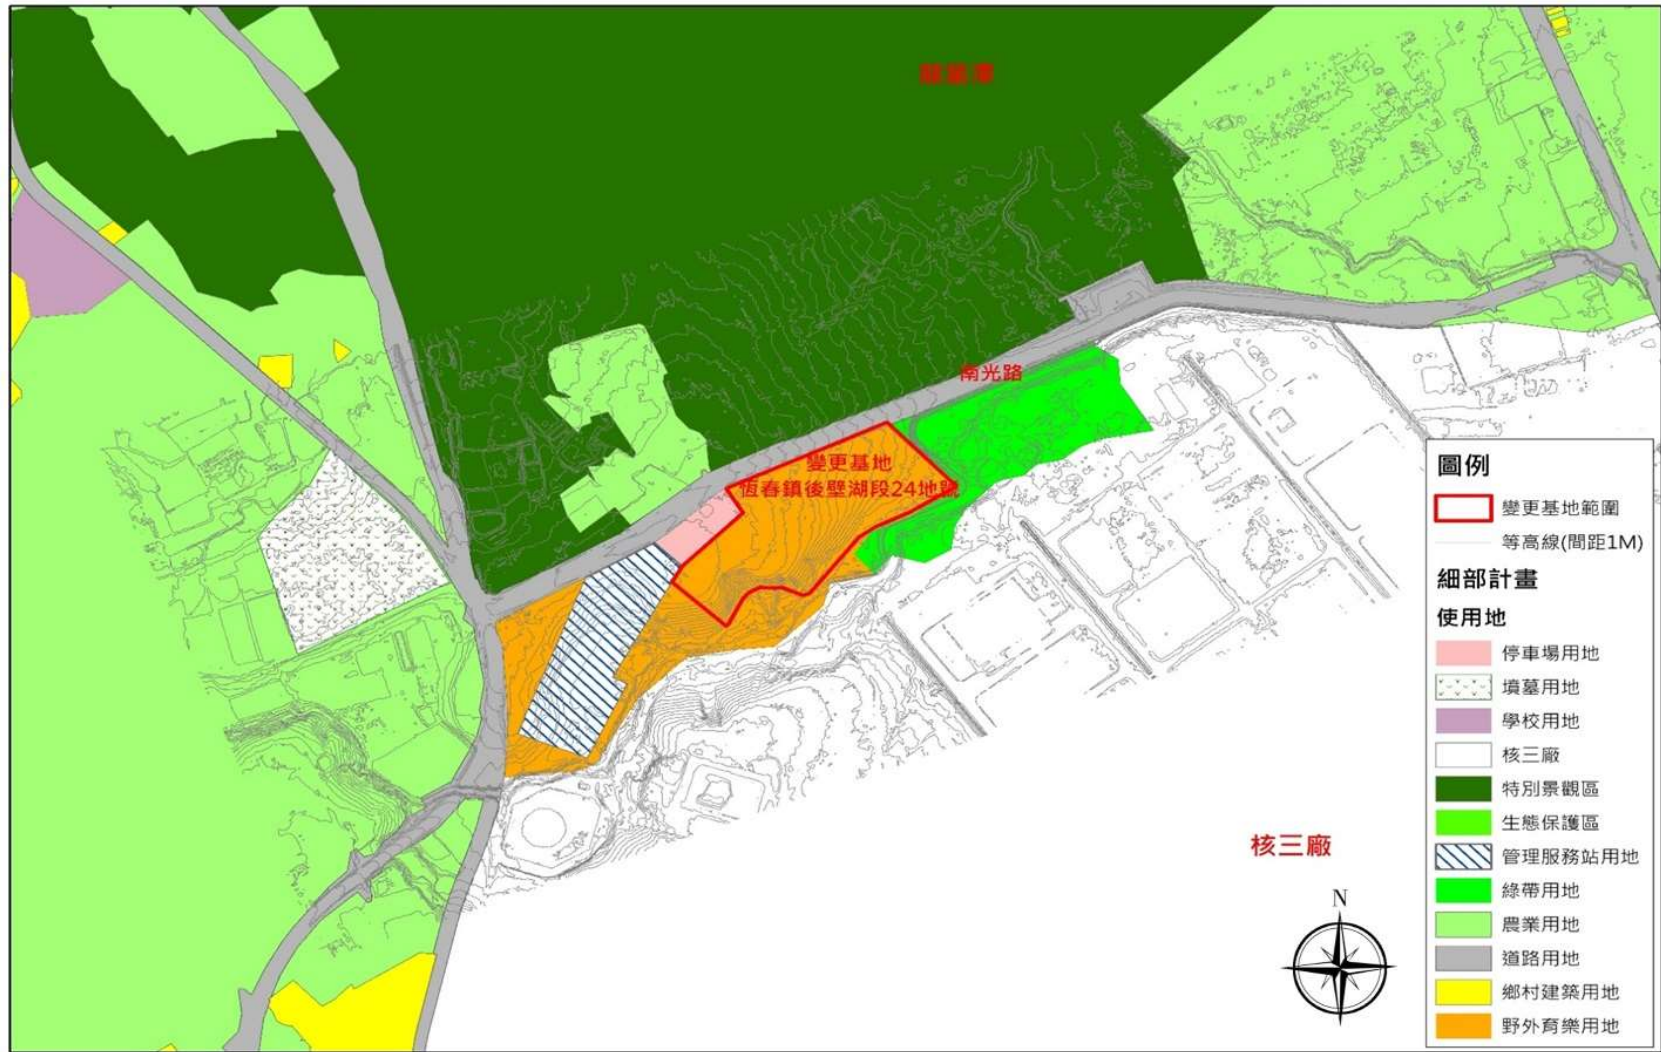 龍鑾潭
南光路
變更基地
恆春鎮後壁湖段24地號
核三廠
N
圖例
變更基地範圍
等高線(間距1M)
細部計畫
使用地
停車場用地
墳墓用地
學校用地
核三廠
特別景觀區
生態保護區
管理服務站用地
綠帶用地
農業用地
道路用地
鄉村建築用地
野外育樂用地